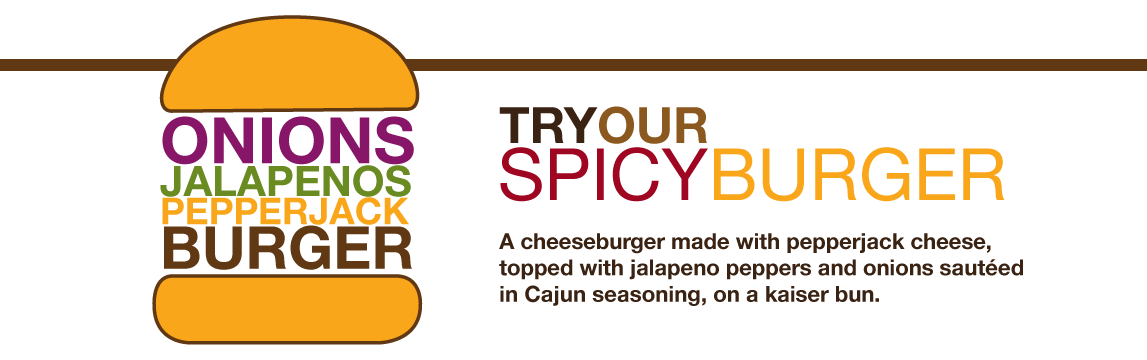 ONIONS
JALAPENOS
PEPPERJACK
BURGER
TRYOUR
SPICYBURGER
A cheeseburger made with pepperjack cheese,
topped with jalapeno peppers and onions sautéed
in Cajun seasoning, on a kaiser bun.